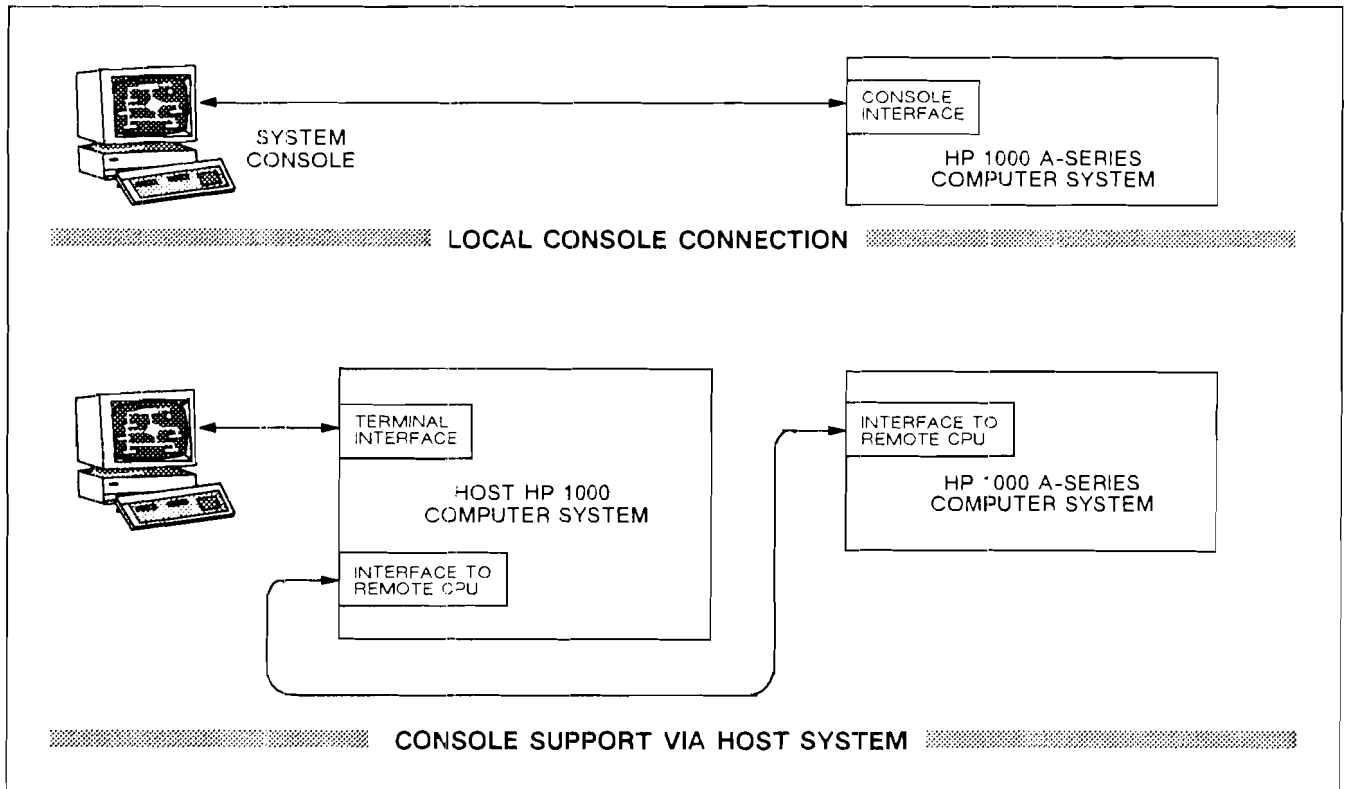 SYSTEM
CONSOLE
CONSOLE
INTERFACE
HP 1000 A-SERIES
COMPUTER SYSTEM
LOCAL CONSOLE CONNECTION
TERMINAL
INTERFACE
HOST HP 1000
COMPUTER SYSTEM
INTERFACE TO
REMOTE CPU
INTERFACE TO
REMOTE CPU
HP 1000 A-SERIES
COMPUTER SYSTEM
CONSOLE SUPPORT VIA HOST SYSTEM